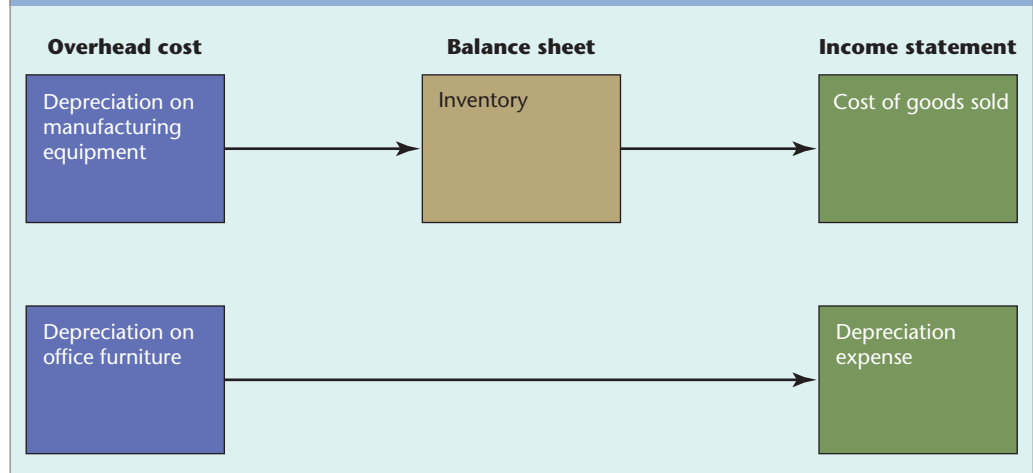 Overhead cost
Balance sheet
Income statement
Depreciation on
manufacturing
equipment
Inventory
Cost of goods sold
Depreciation on
office furniture
Depreciation
expense